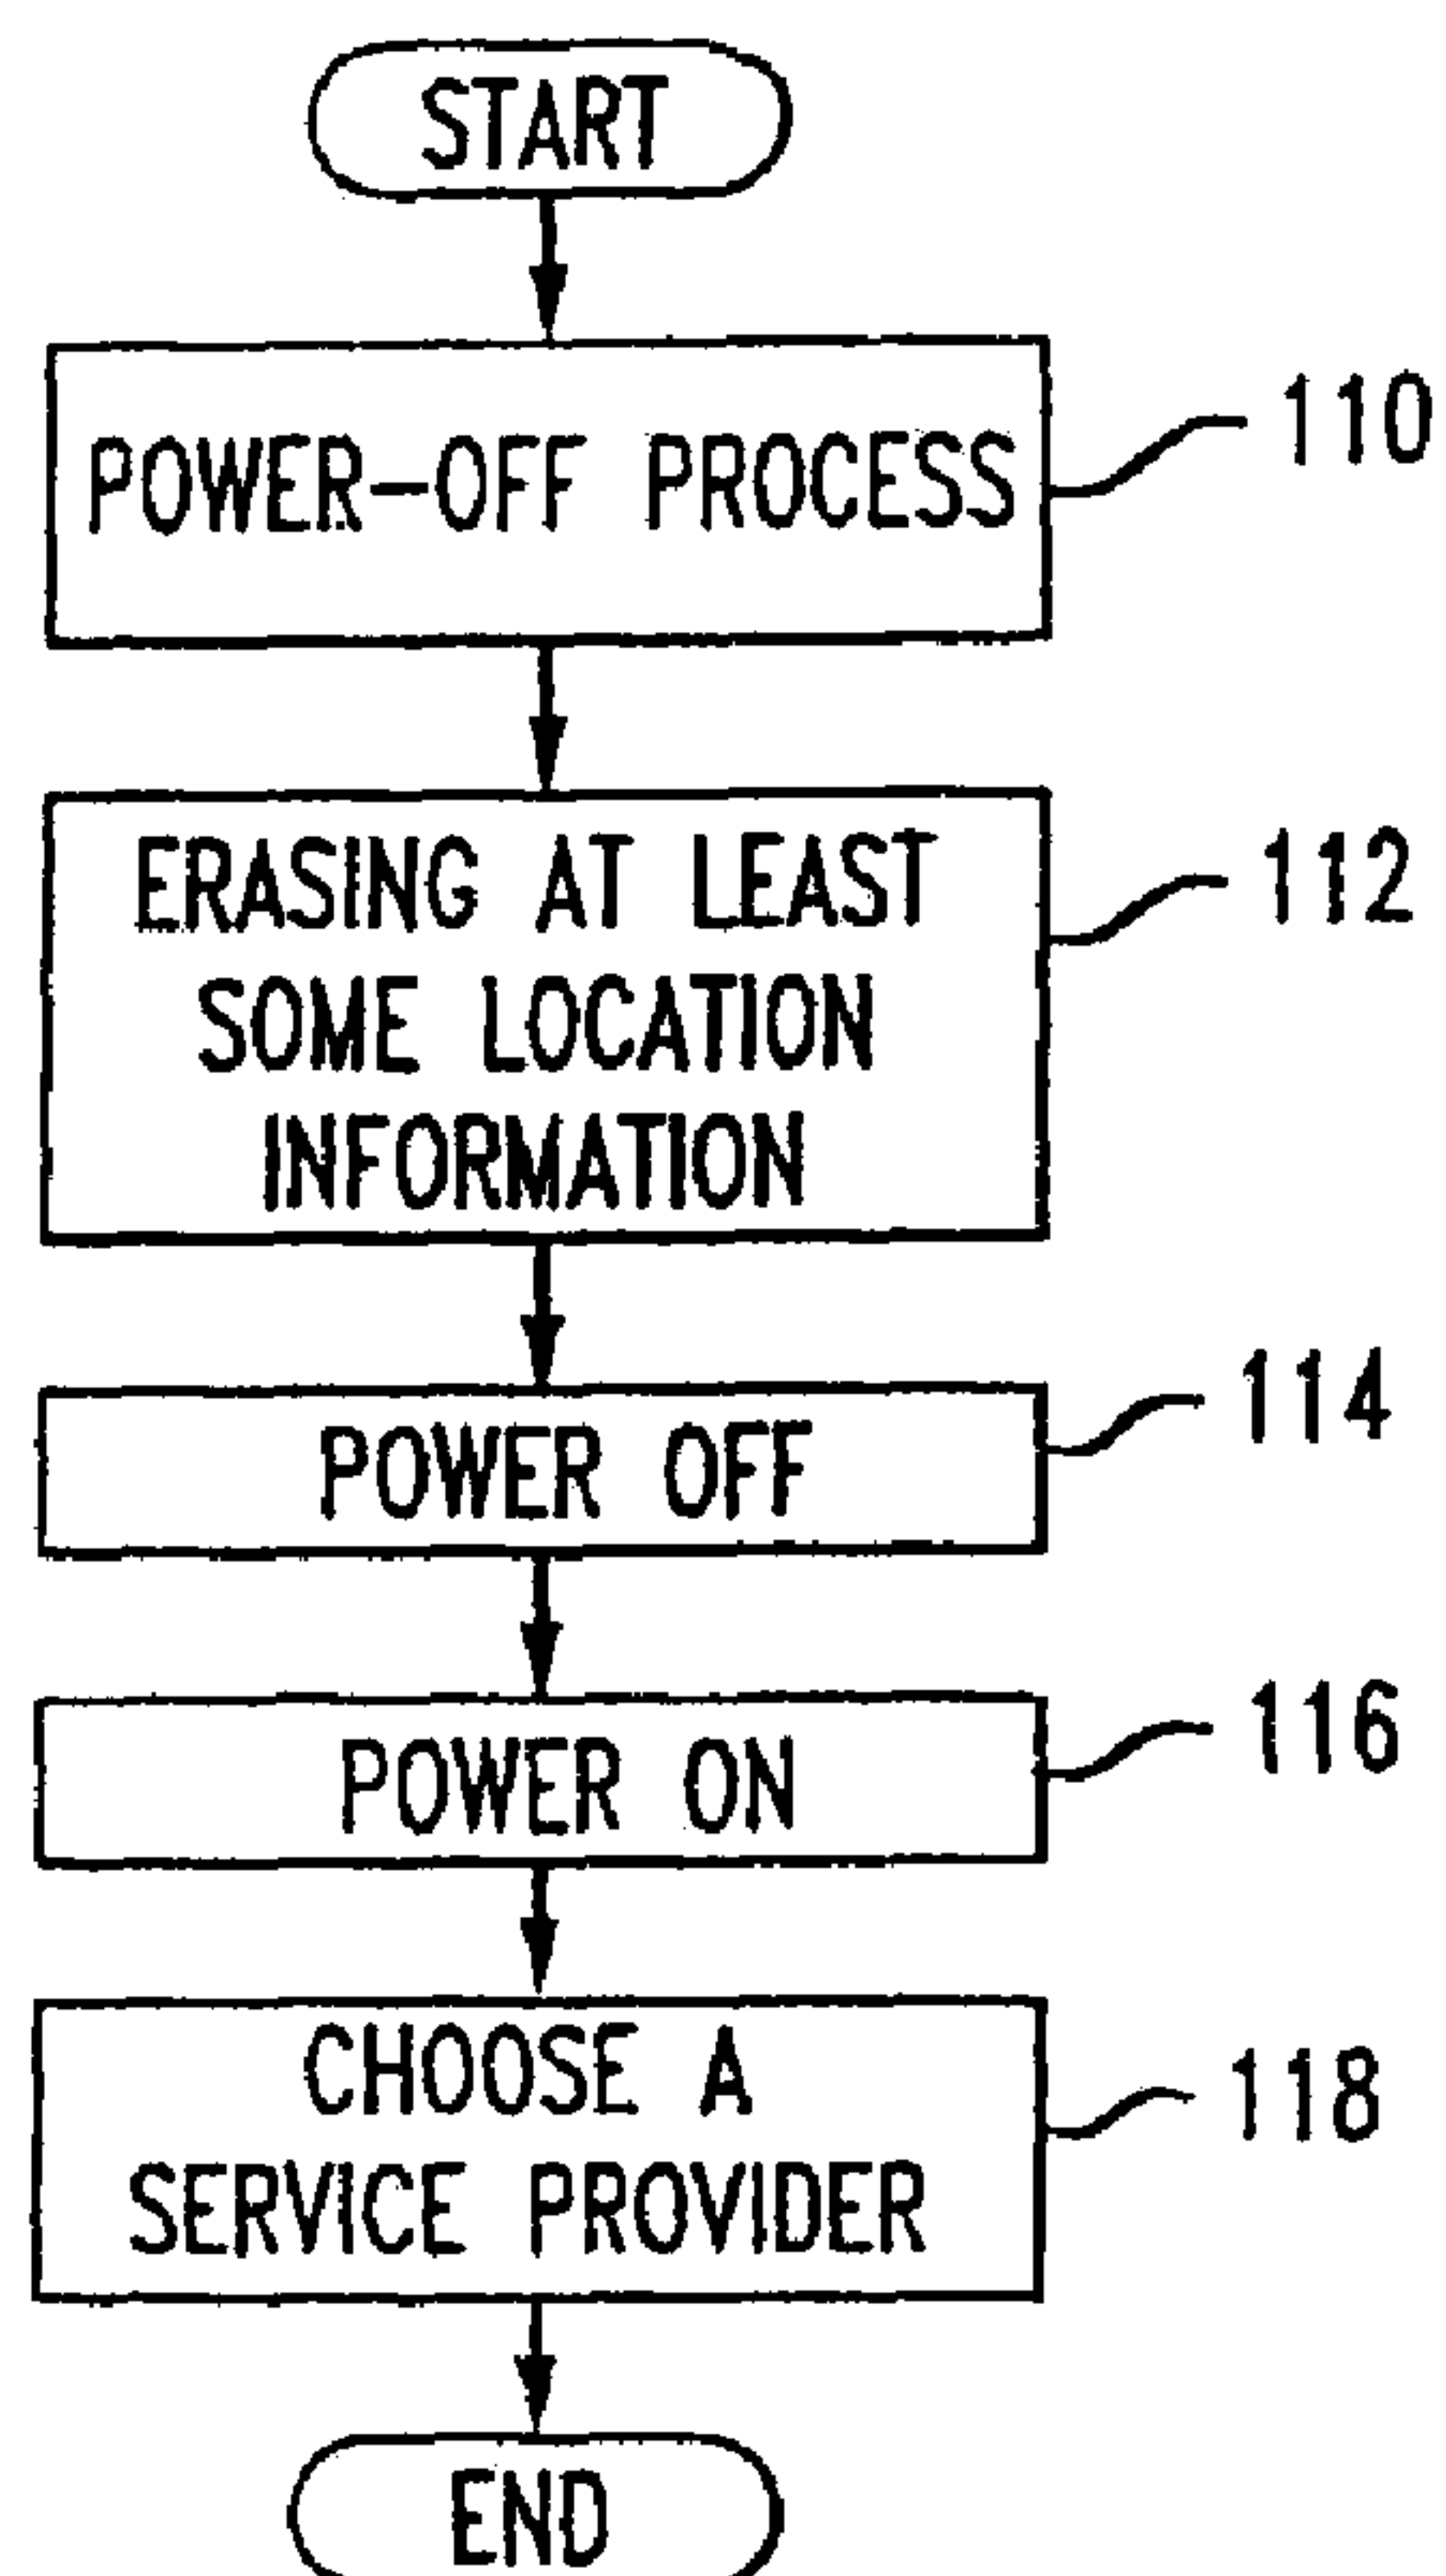 START
POWER-OFF PROCESS
110
ERASING AT LEAST
SOME LOCATION
INFORMATION
112
POWER OFF
114
POWER ON
116
CHOOSE A
SERVICE PROVIDER
118
END